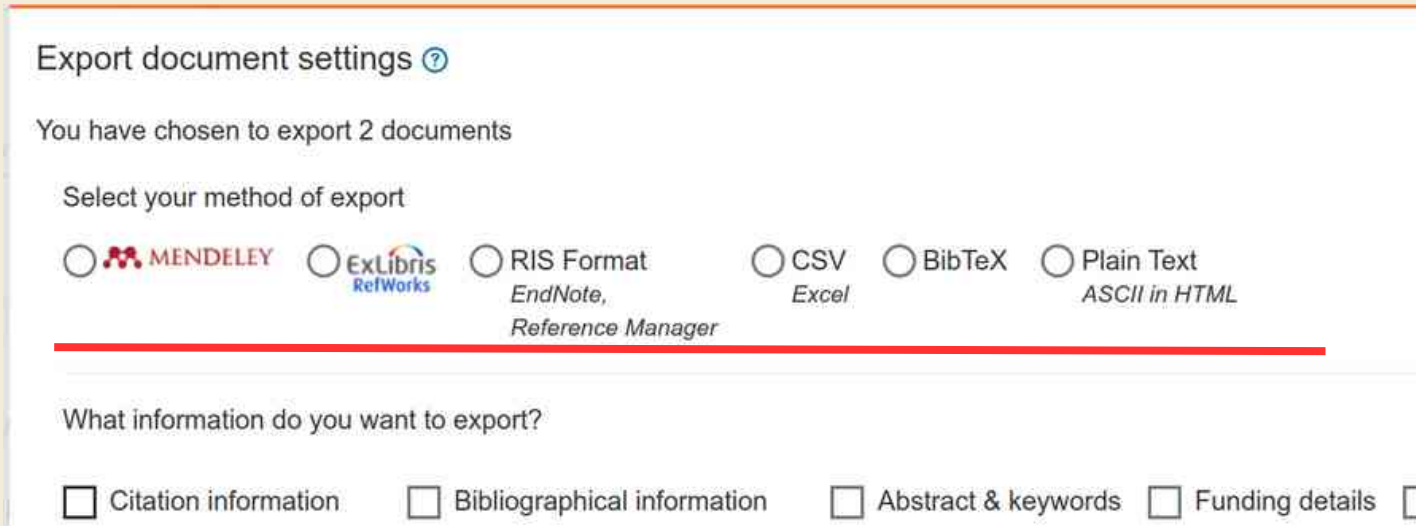 Export document settings ?
You have chosen to export 2 documents
Select your method of export
MENDELEY ExLibris RIS Format CSV BibTeX Plain Text
RefWorks EndNote, Excel ASCII in HTML
Reference Manager
What information do you want to export?
Citation information Bibliographical information Abstract & keywords Funding details